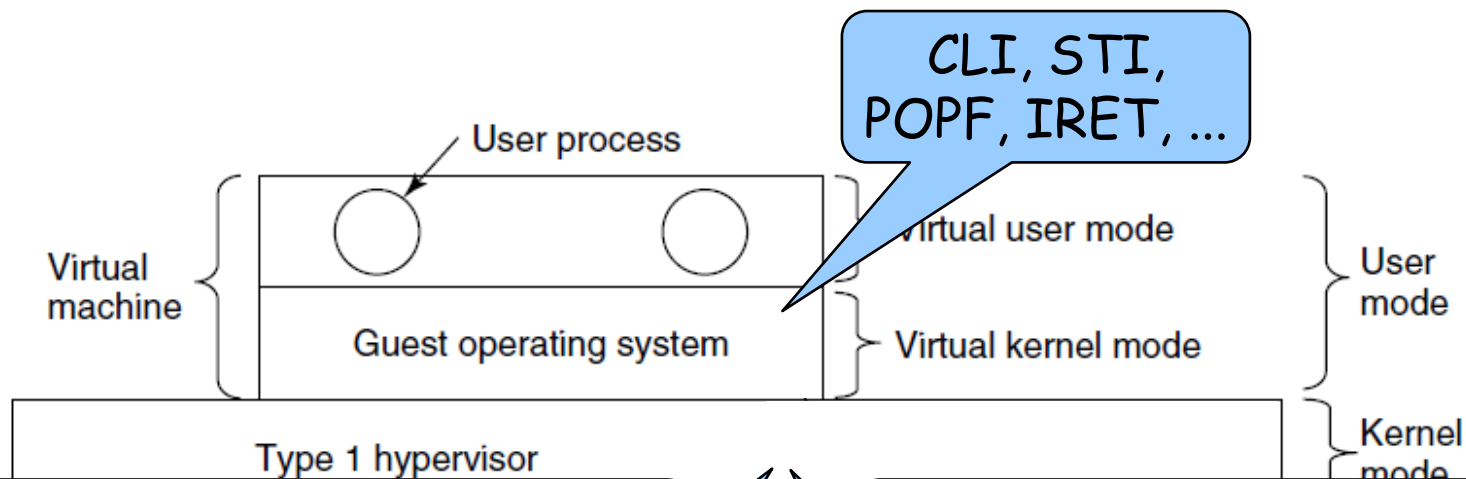 CLI, STI,
POPF, IRET, ...
User process
Virtual user mode
Virtual
machine
User
mode
Guest operating system
Virtual kernel mode
Type 1 hypervisor
Kernel
mode